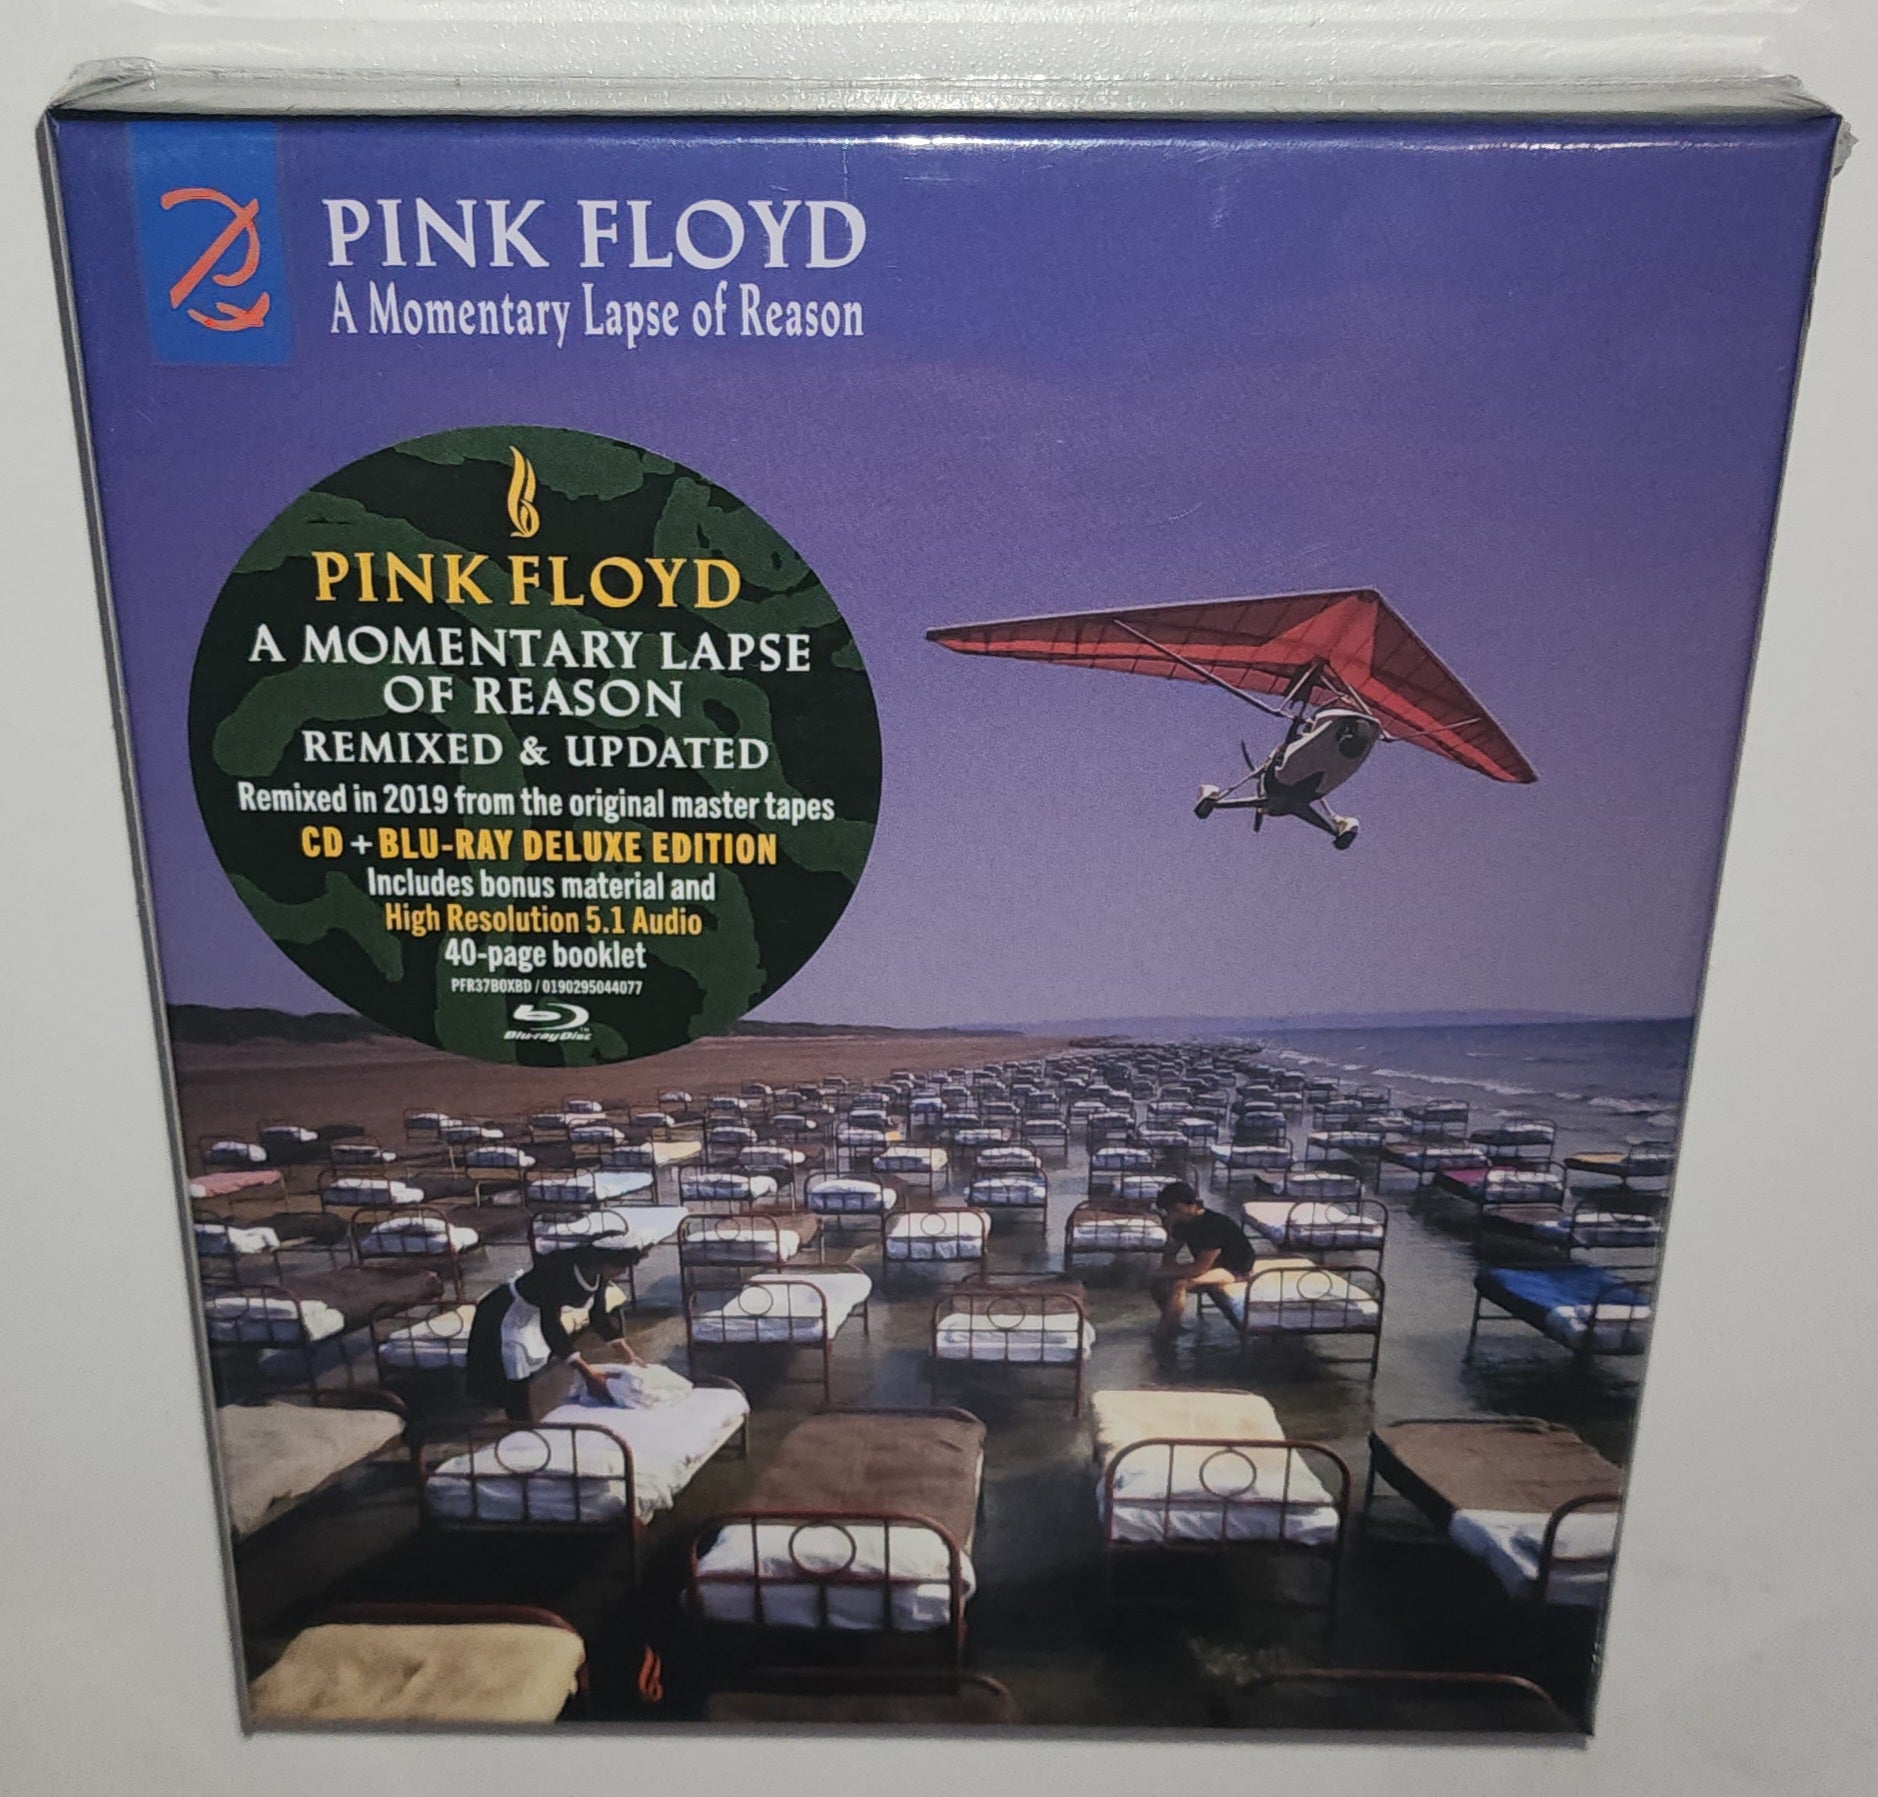 PINK FLOYD
A Momentary Lapse of Reason
PINK FLOYD
A MOMENTARY LAPSE
OF REASON
REMIXED & UPDATED
Remixed in 2019 from the original master tapes
CD + BLU-RAY DELUXE EDITION
Includes bonus material and
High Resolution 5.1 Audio
40-page booklet
PFR37BOXBD / 0190295044077
Blu-ray Disc™